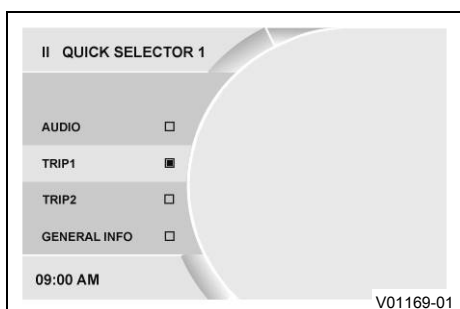 II QUICK SELECTOR 1
AUDIO
TRIP1
TRIP2
GENERAL INFO
09:00 AM
V01169-01